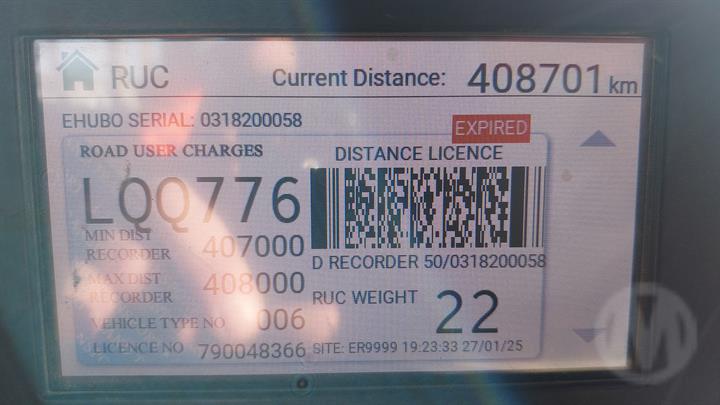 RUC Current Distance: 408701 km
EHUBO SERIAL: 0318200058
EXPIRED
ROAD USER CHARGES
DISTANCE LICENCE
LQQ776
MIN DIST
RECORDER 407000
D RECORDER 50/0318200058
MAX DIST
RECORDER 408000
RUC WEIGHT 22
VEHICLE TYPE NO 006
LICENCE NO 790048366
SITE: ER9999 19:23:33 27/01/25
M